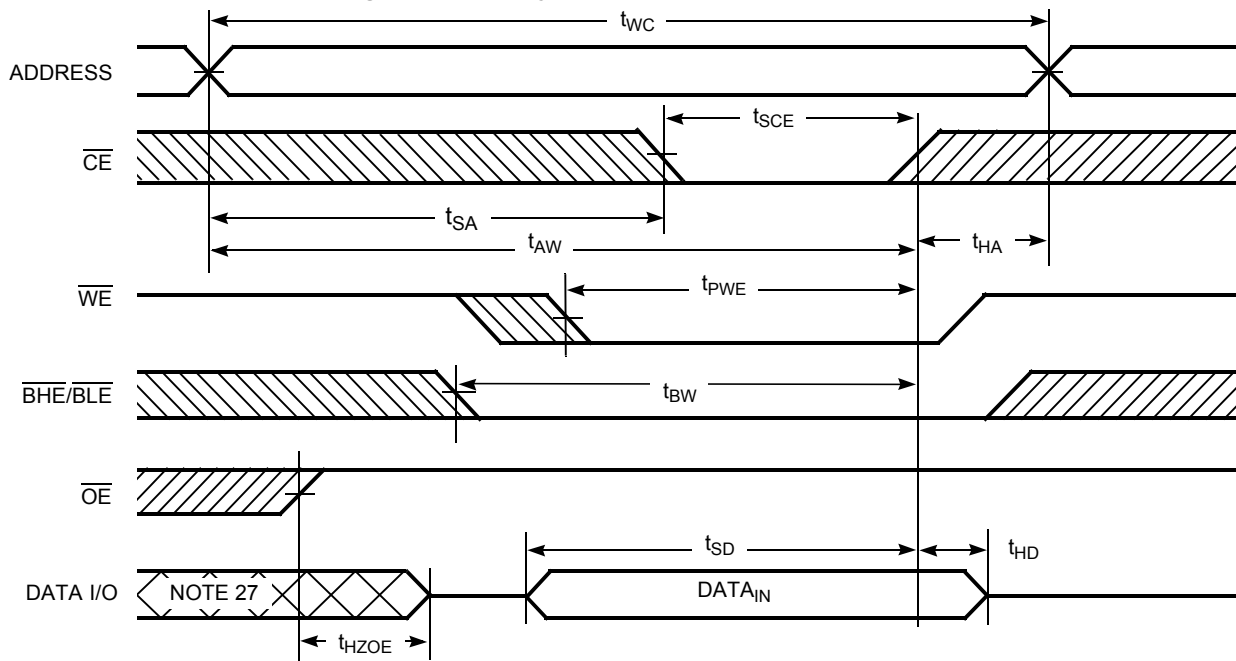 tWC
ADDRESS
tSCE
CE
tSA
tAW
tHA
WE
tPWE
BHE/BLE
tBW
OE
tSD
tHD
DATA I/O
NOTE 27
DATAIN
tHZOE